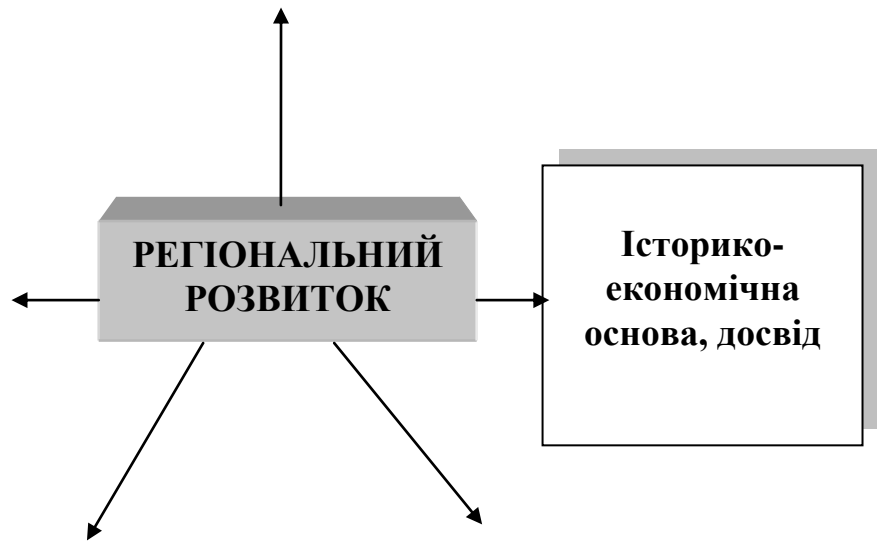 РЕГІОНАЛЬНИЙ
РОЗВИТОК
Історико-
економічна
основа, досвід